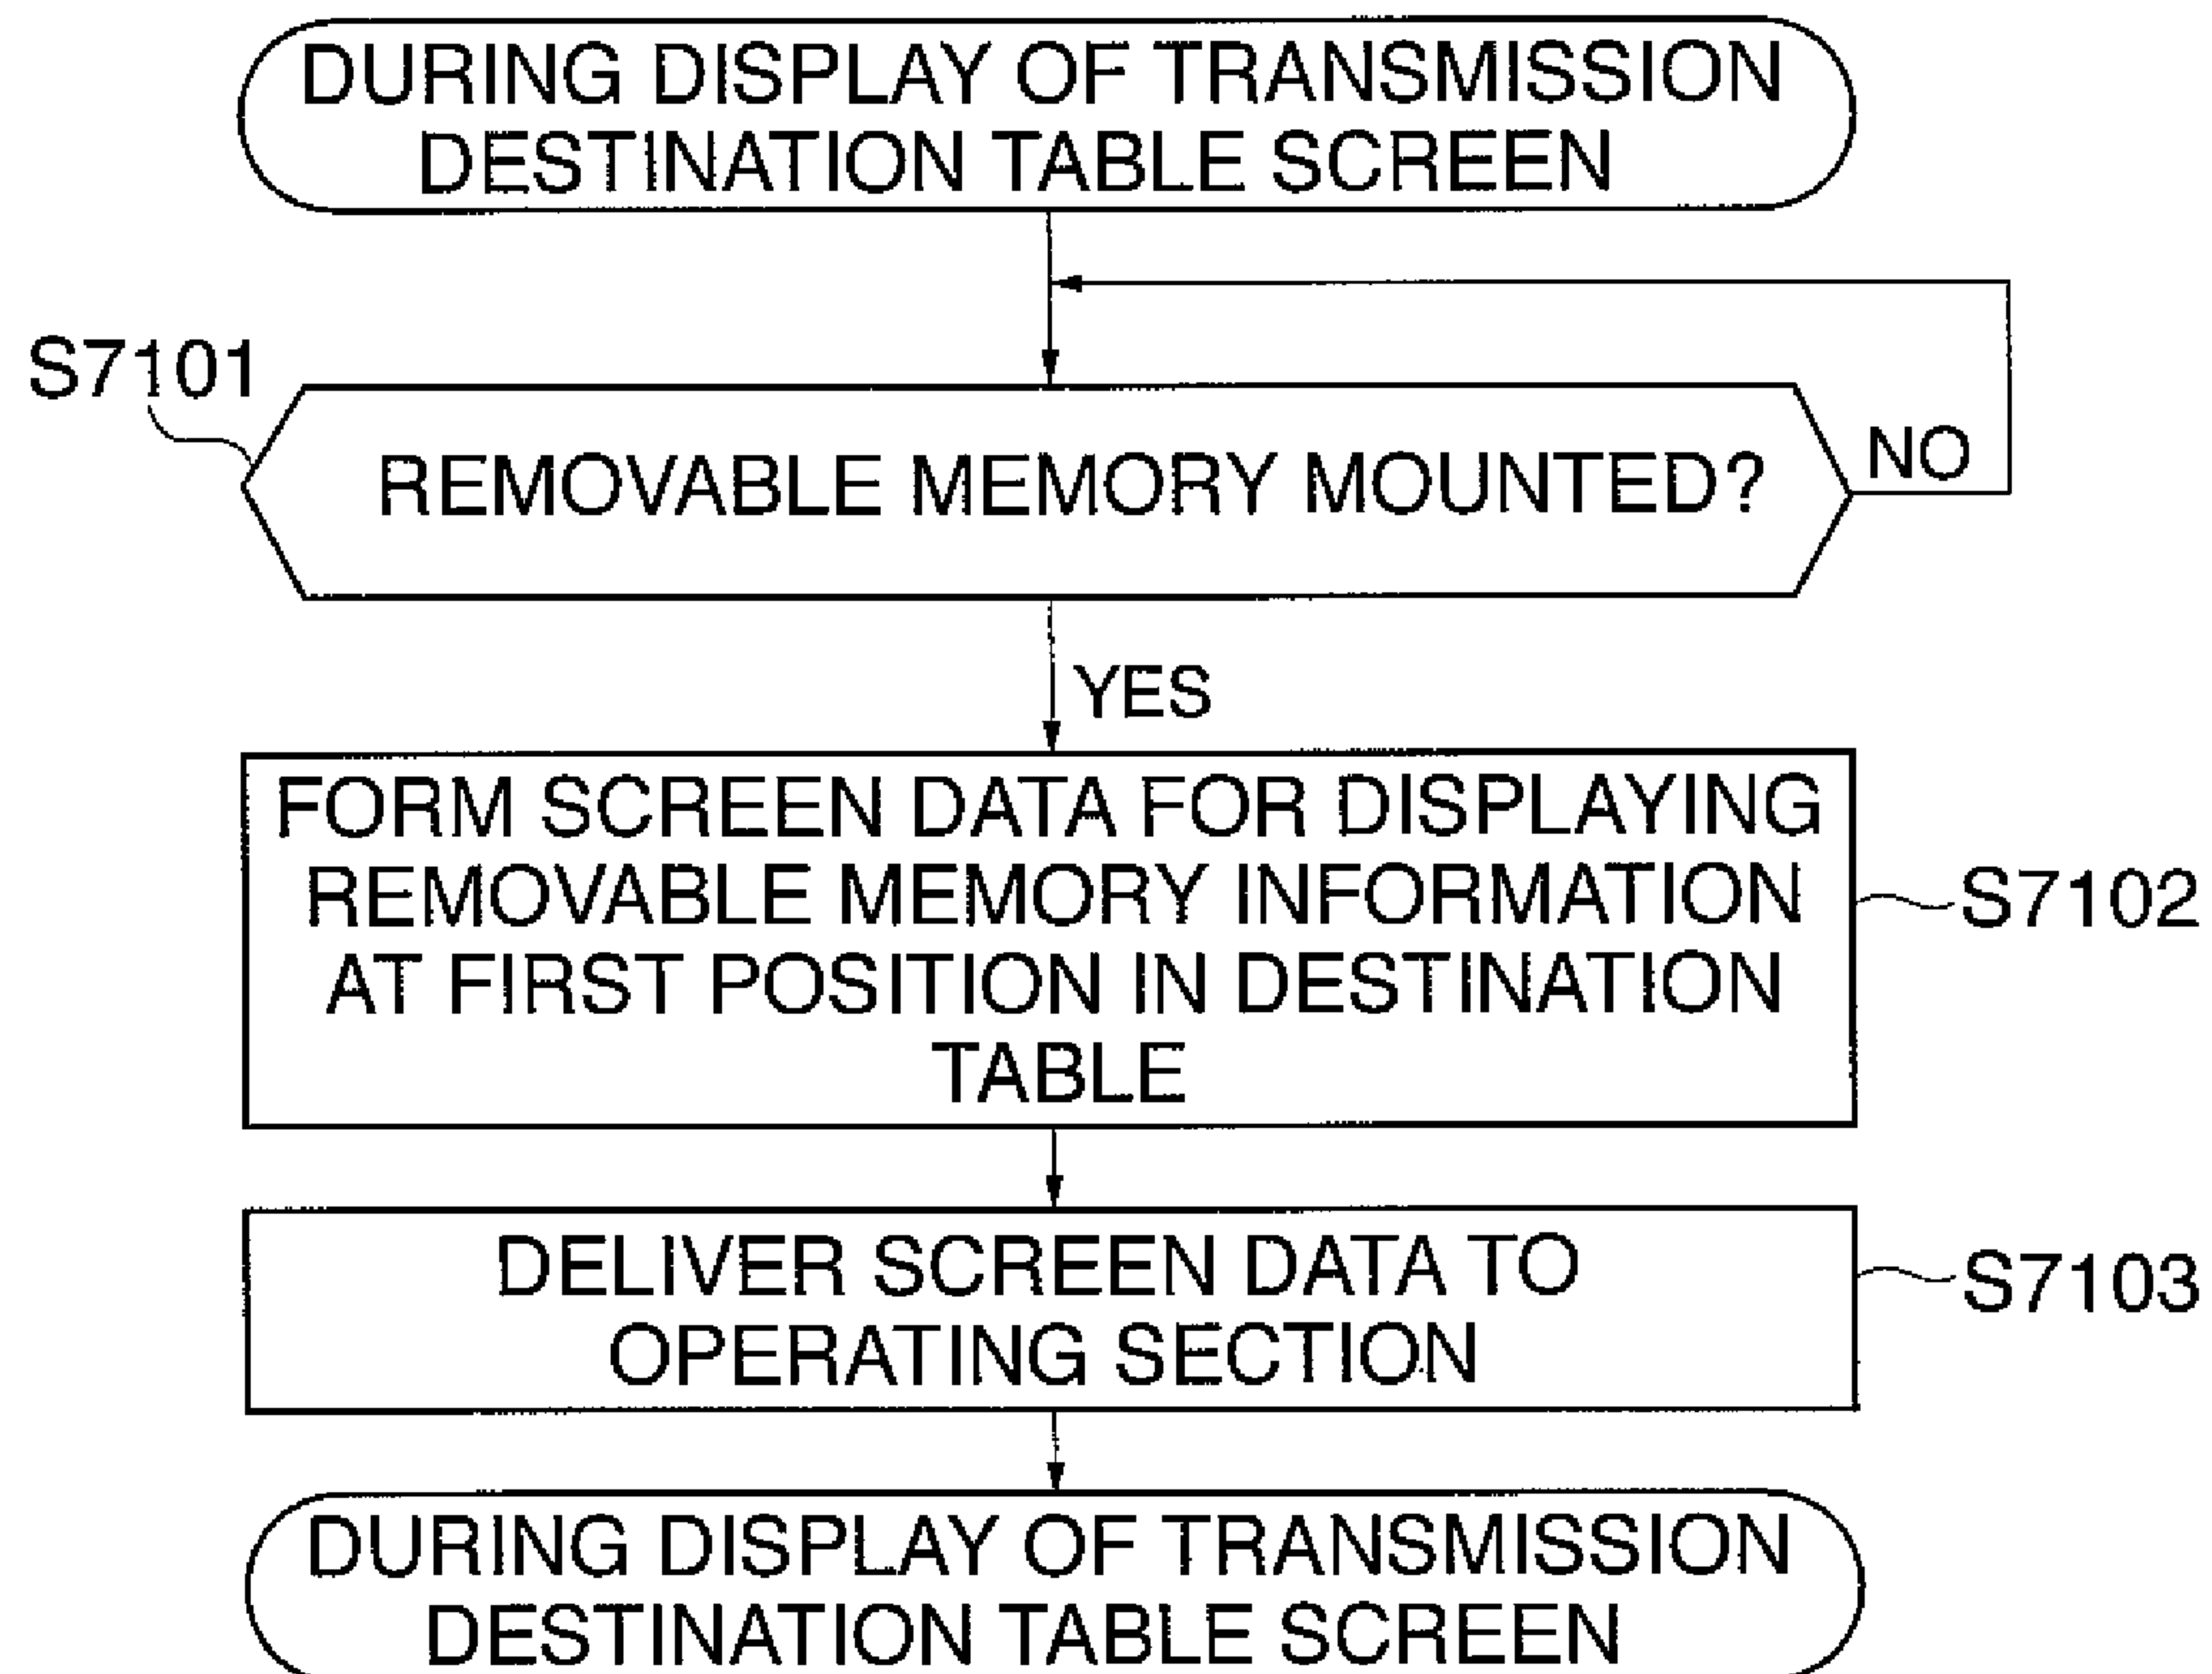 DURING DISPLAY OF TRANSMISSION
DESTINATION TABLE SCREEN
S7101
REMOVABLE MEMORY MOUNTED?
NO
YES
FORM SCREEN DATA FOR DISPLAYING
REMOVABLE MEMORY INFORMATION
AT FIRST POSITION IN DESTINATION
TABLE
S7102
DELIVER SCREEN DATA TO
OPERATING SECTION
S7103
DURING DISPLAY OF TRANSMISSION
DESTINATION TABLE SCREEN